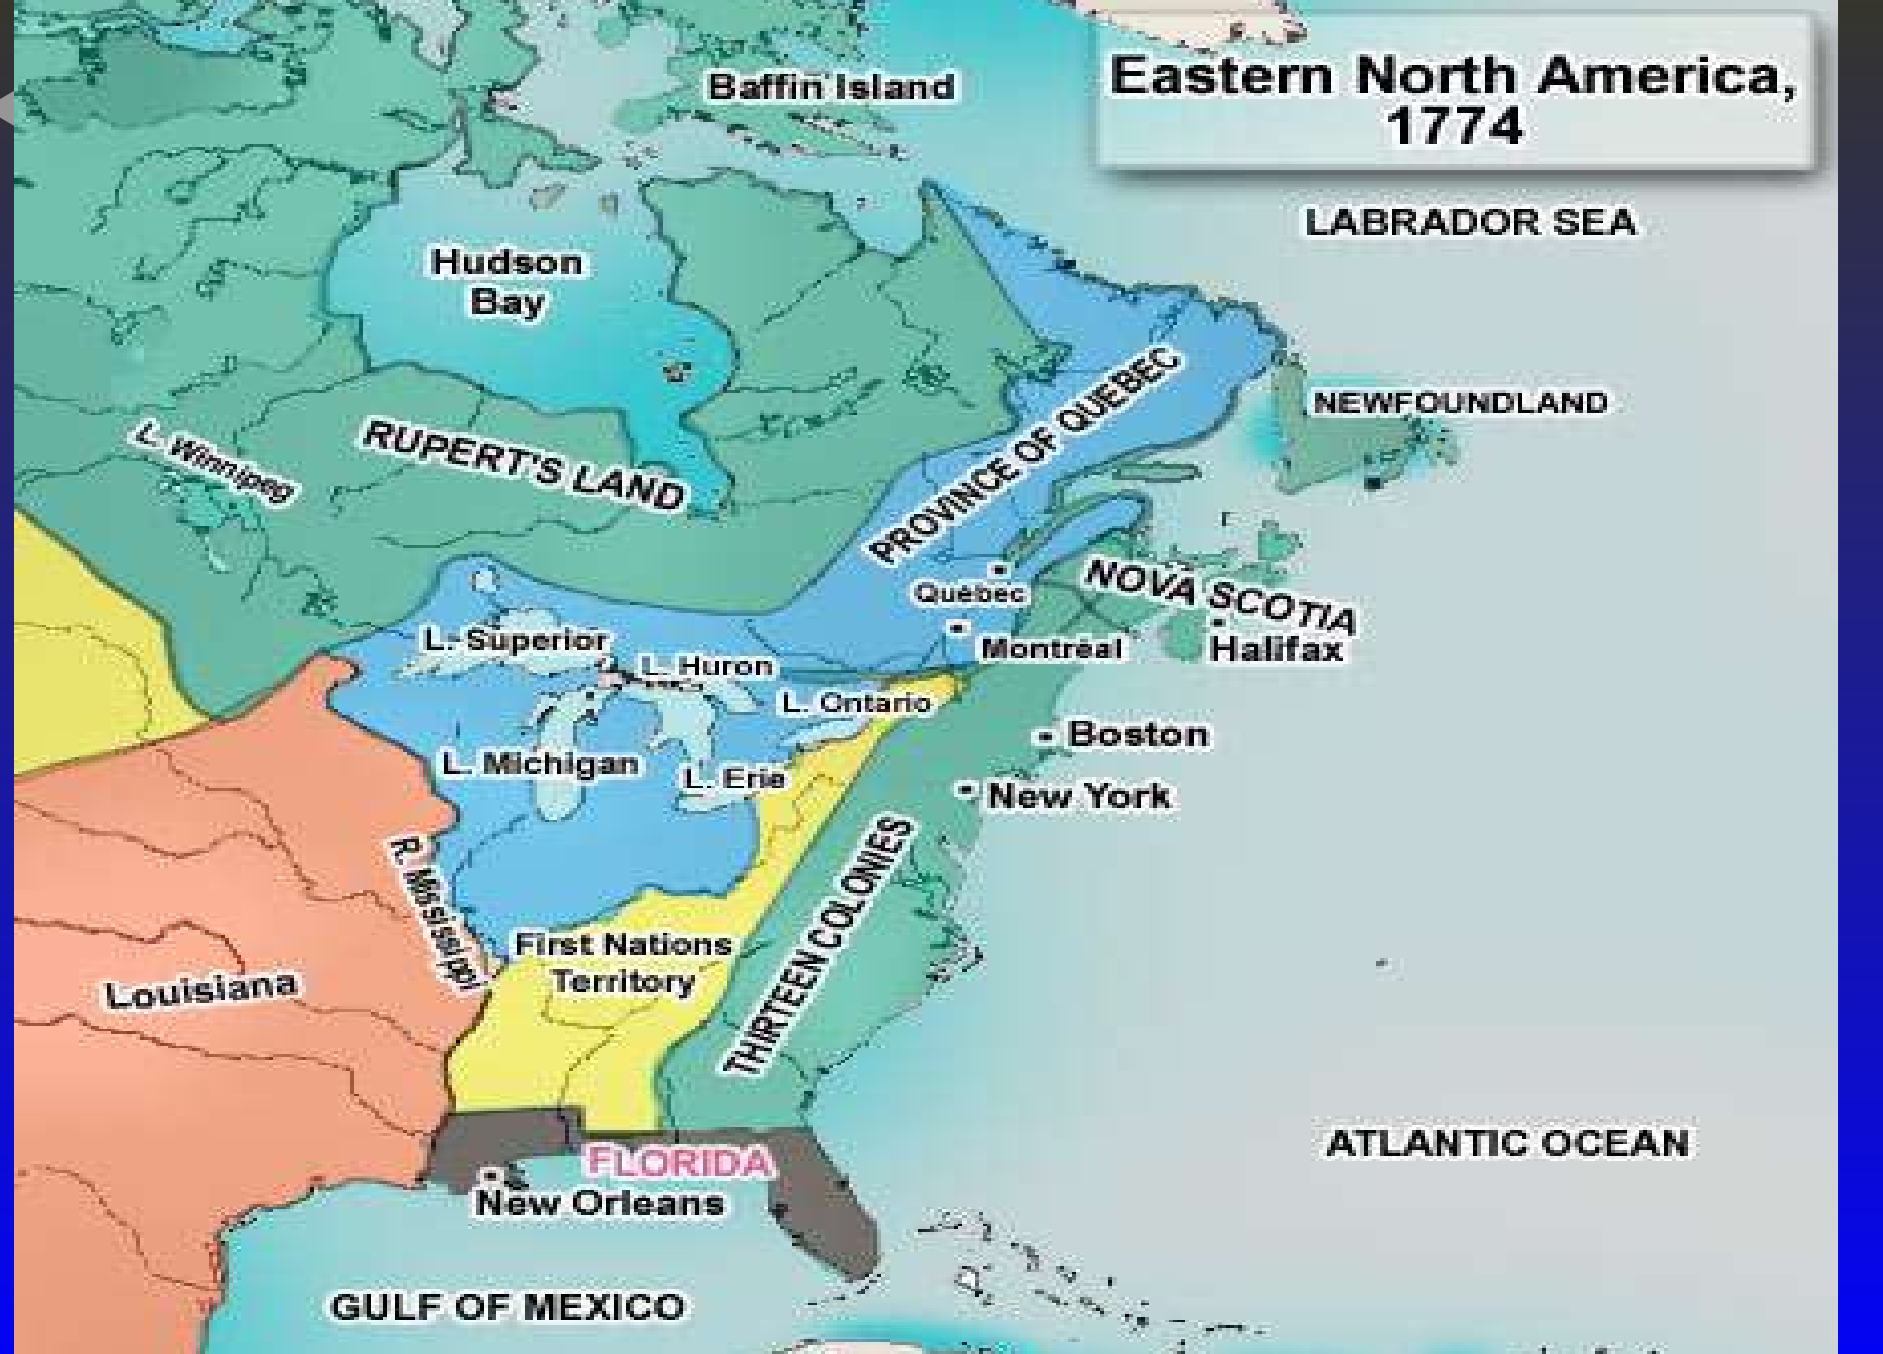 Eastern North America,
1774
Baffin Island
LABRADOR SEA
Hudson
Bay
NEWFOUNDLAND
PROVINCE OF QUEBEC
L. Winnipeg
RUPERT'S LAND
Quebec
NOVA SCOTIA
Montréal
Halifax
L. Superior
L. Huron
L. Ontario
Boston
L. Michigan
L. Erie
New York
R. Mississippi
THIRTEEN COLONIES
First Nations
Territory
Louisiana
ATLANTIC OCEAN
FLORIDA
New Orleans
GULF OF MEXICO